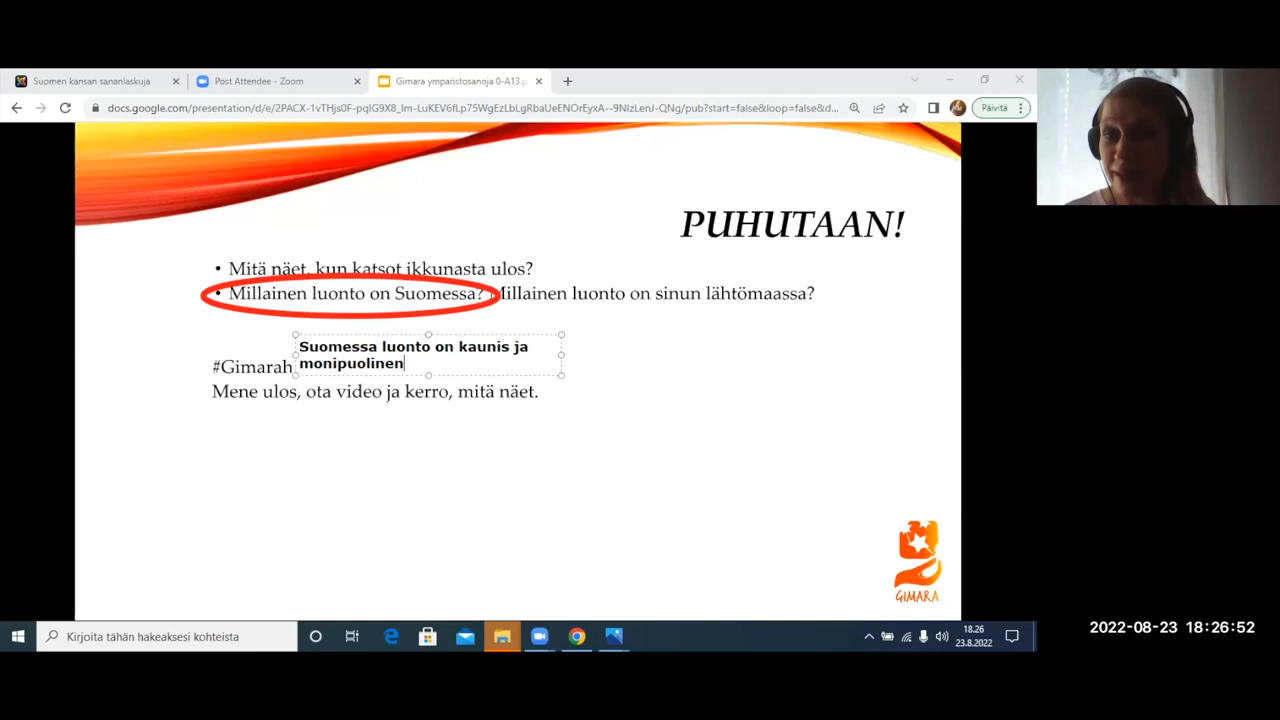 Suomen kansan sananlaskuja
Post Attendee - Zoom
Gimara ymparistosanoja 0-A13.p
docs.google.com/presentation/d/e/2PACX-1vTHjs0F-pqIG9X8_Im-LuKEV6fLp75WgEzLbLgRbaUeENOrEyxA--9NIzLenJ-QNg/pub?start=false&loop=false&d...
Päivitä
PUHUTAAN!
• Mitä näet, kun katsot ikkunasta ulos?
• Millainen luonto on Suomessa? Millainen luonto on sinun lähtömaassa?
Suomessa luonto on kaunis ja
monipuolinen
#Gimarah
Mene ulos, ota video ja kerro, mitä näet.
GIMARA
Kirjoita tähän hakeaksesi kohteista
18.26
23.8.2022
2022-08-23 18:26:52